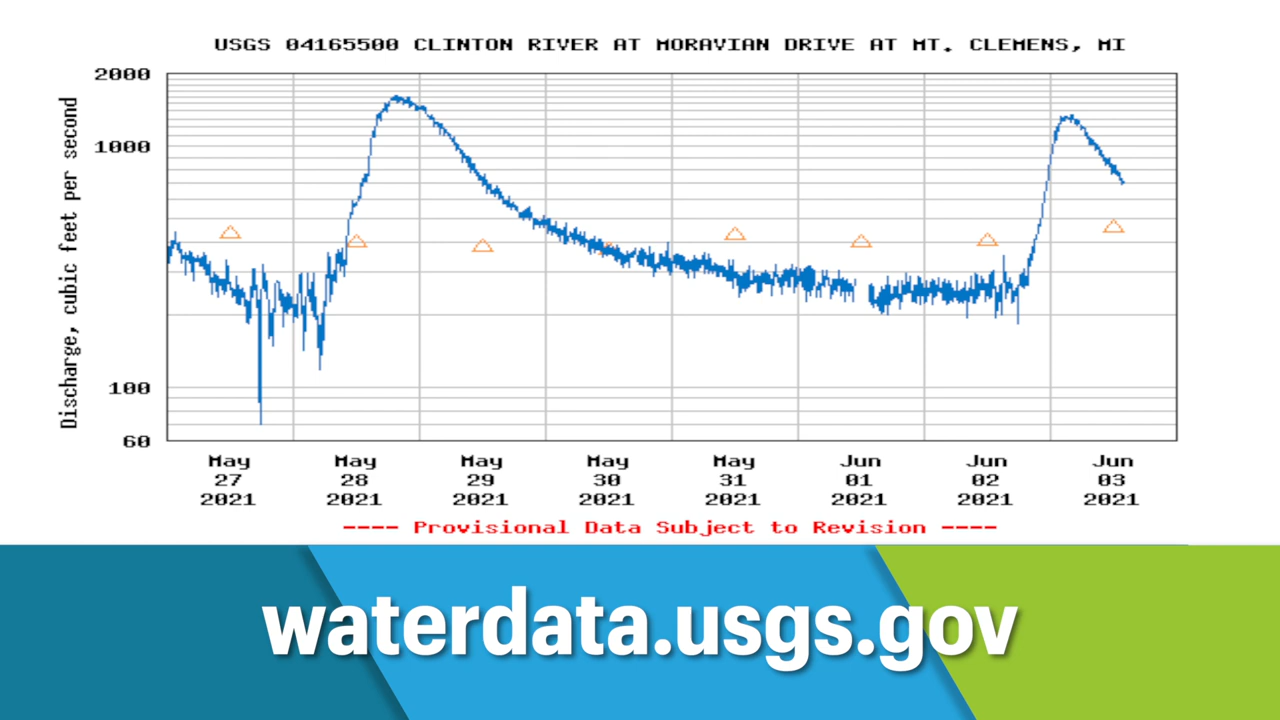 USGS 04165500 CLINTON RIVER AT MORAVIAN DRIVE AT MT. CLEMENS, MI
Discharge, cubic feet per second
2000
1000
100
60
May May May May May Jun Jun Jun
27 28 29 30 31 01 02 03
2021 2021 2021 2021 2021 2021 2021 2021
---- Provisional Data Subject to Revision ----
waterdata.usgs.gov